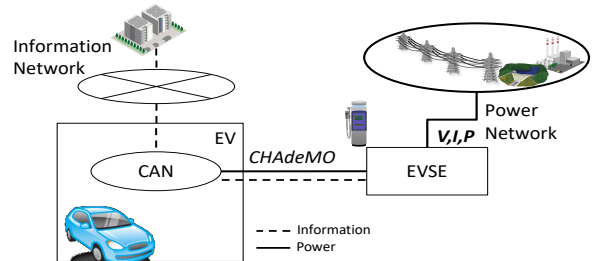 Information
Network
EV
CAN
CHAdeMO
V,I,P
Power
Network
EVSE
Information
Power